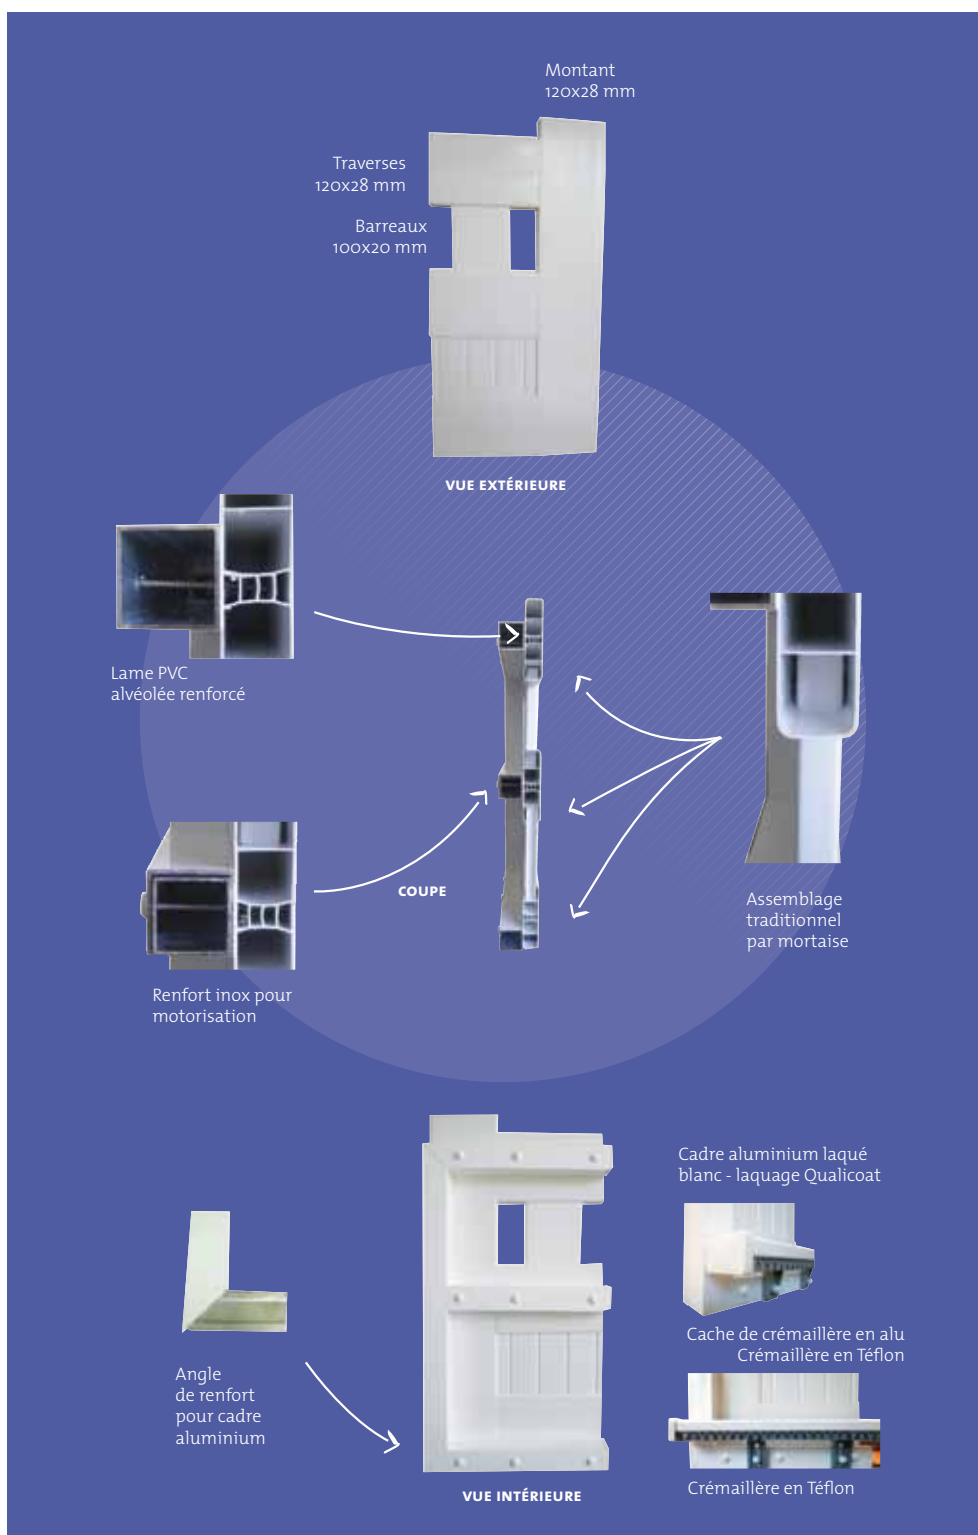 Montant
120x28 mm
Traverses
120x28 mm
Barreaux
100x20 mm
VUE EXTÉRIEURE
Lame PVC
alvéolée renforcé
COUPE
Assemblage
traditionnel
par mortaise
Renfort inox pour
motorisation
Cadre aluminium laqué
blanc - laquage Qualicoat
Cache de crémaillère en alu
Crémaillère en Téflon
Angle
de renfort
pour cadre
aluminium
Crémaillère en Téflon
VUE INTÉRIEURE